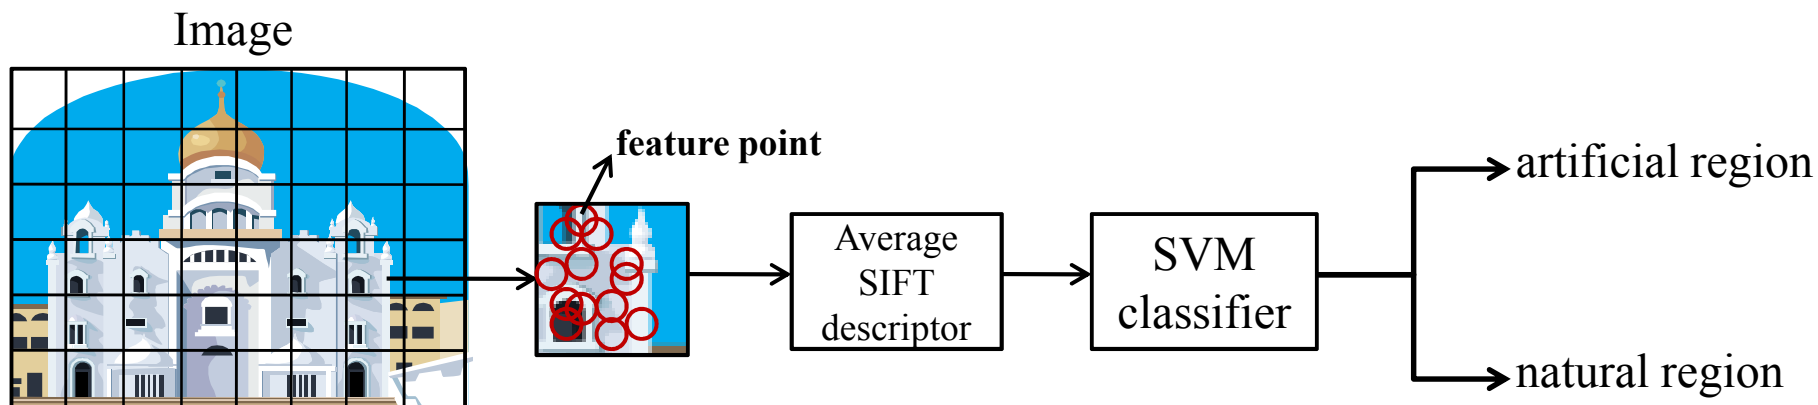 Image
feature point
Average
SIFT
descriptor
SVM
classifier
artificial region
natural region